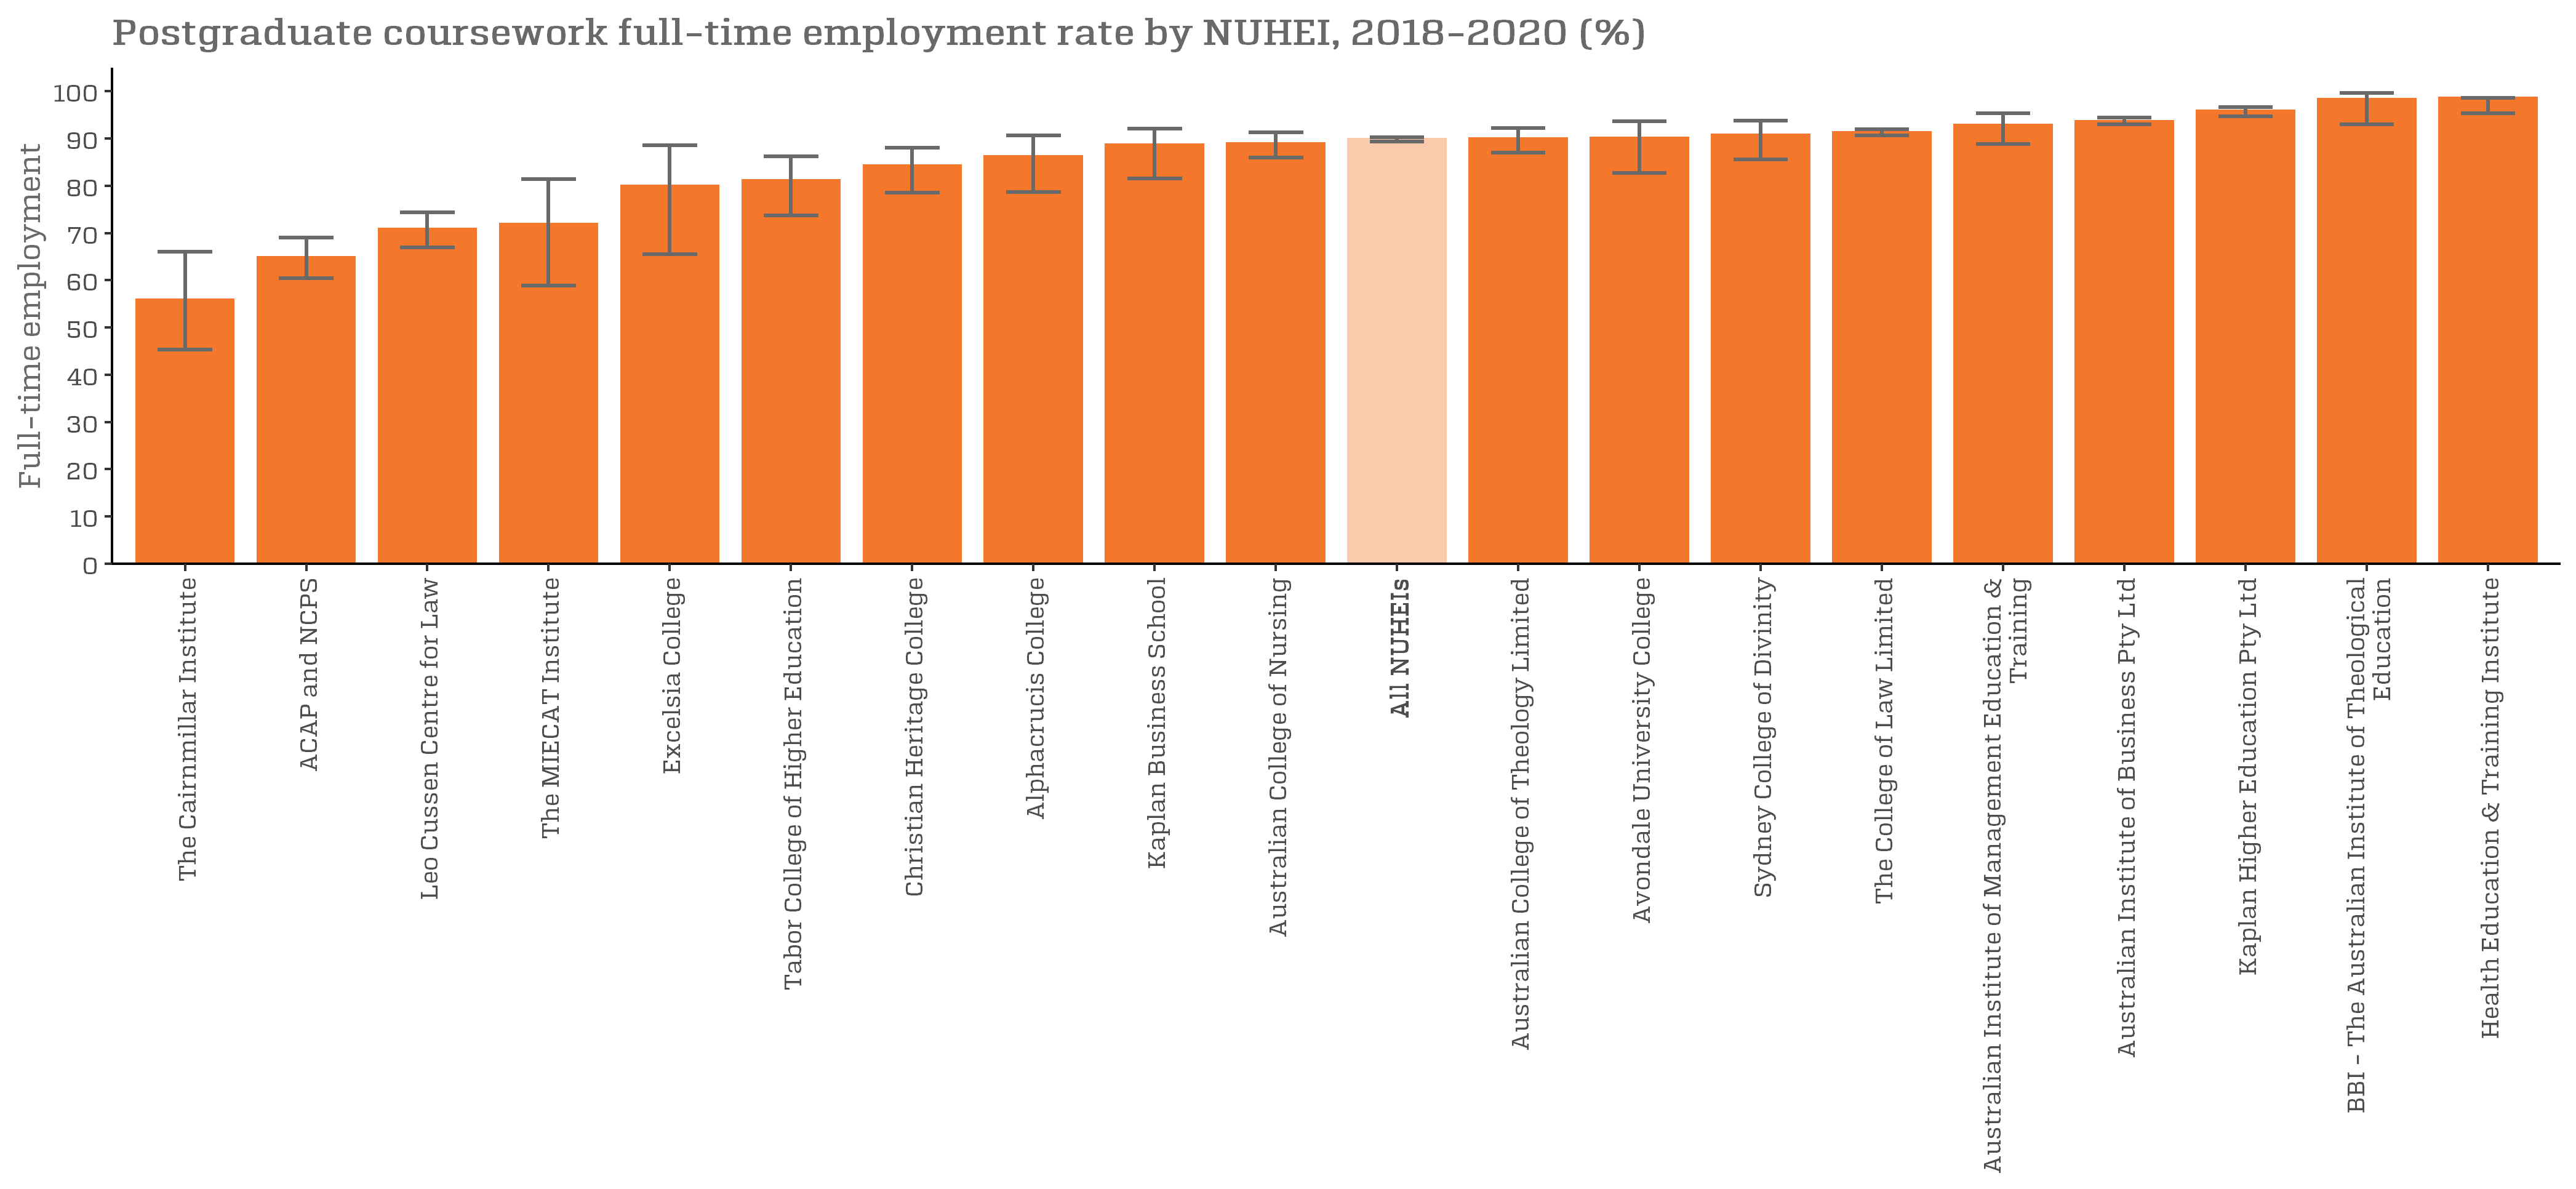 Postgraduate coursework full-time employment rate by NUHEI, 2018-2020 (%)
Full-time employment
100
90
80
70
60
50
40
30
20
10
0
The Cairnmillar Institute
ACAP and NCPS
Leo Cussen Centre for Law
The MIECAT Institute
Excelsia College
Tabor College of Higher Education
Christian Heritage College
Alphacrucis College
Kaplan Business School
Australian College of Nursing
All NUHEIs
Australian College of Theology Limited
Avondale University College
Sydney College of Divinity
The College of Law Limited
Australian Institute of Management Education &
Training
Australian Institute of Business Pty Ltd
Kaplan Higher Education Pty Ltd
BBI - The Australian Institute of Theological
Education
Health Education & Training Institute